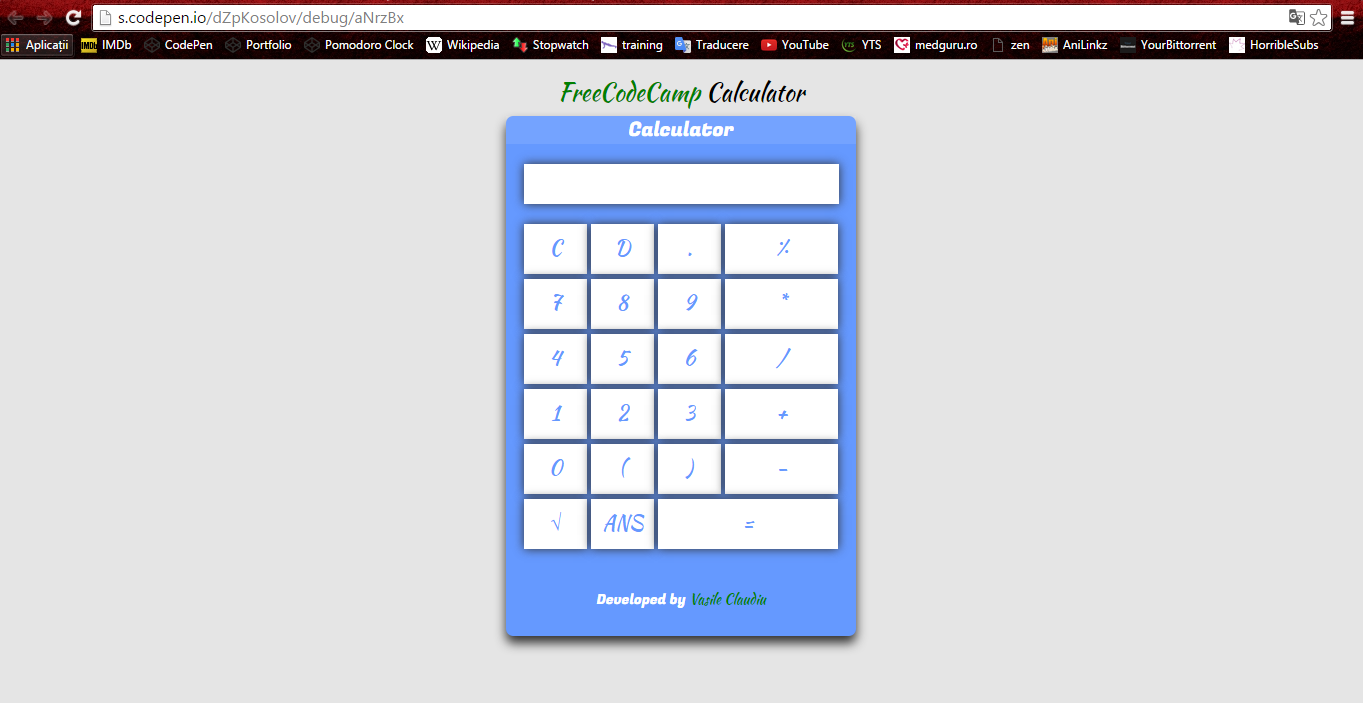 s.codepen.io/dZpKosolov/debug/aNrzBx
Aplicații IMDb IMDb CodePen Portfolio Pomodoro Clock W Wikipedia Stopwatch training Traducere YouTube YTS medguru.ro zen AniLinkz YourBittorrent HorribleSubs
FreeCodeCamp Calculator
Calculator
C D . %
7 8 9 *
4 5 6 /
1 2 3 +
0 ( ) -
√ ANS =
Developed by Vasile Claudiu